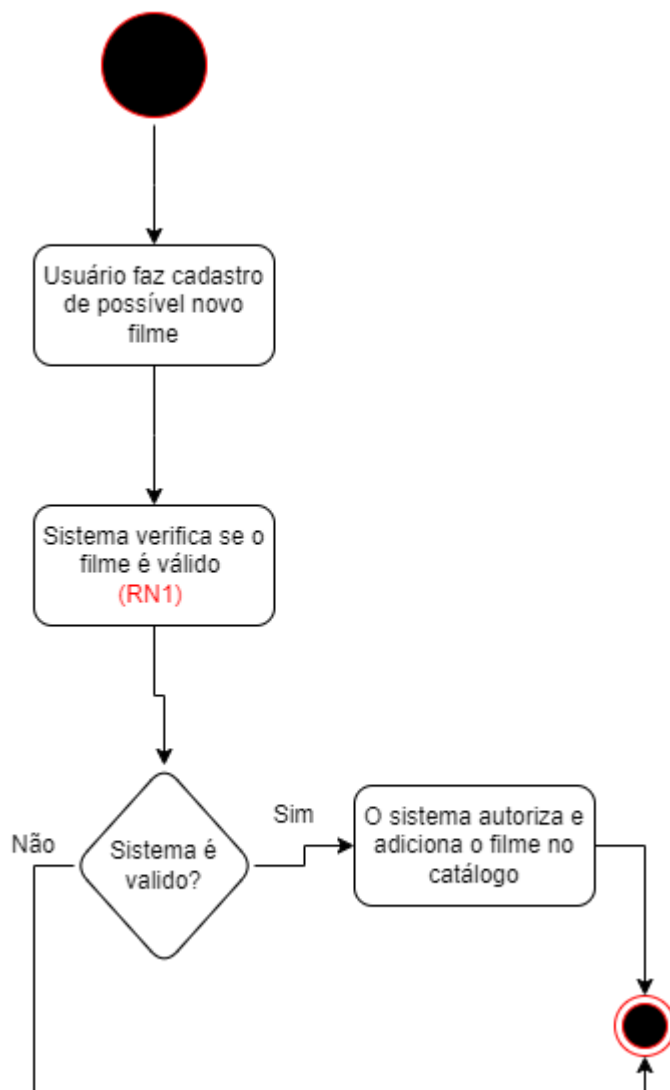 Usuário faz cadastro
de possível novo
filme
Sistema verifica se o
filme é válido
(RN1)
Não
Sistema é
valido?
Sim
O sistema autoriza e
adiciona o filme no
catálogo